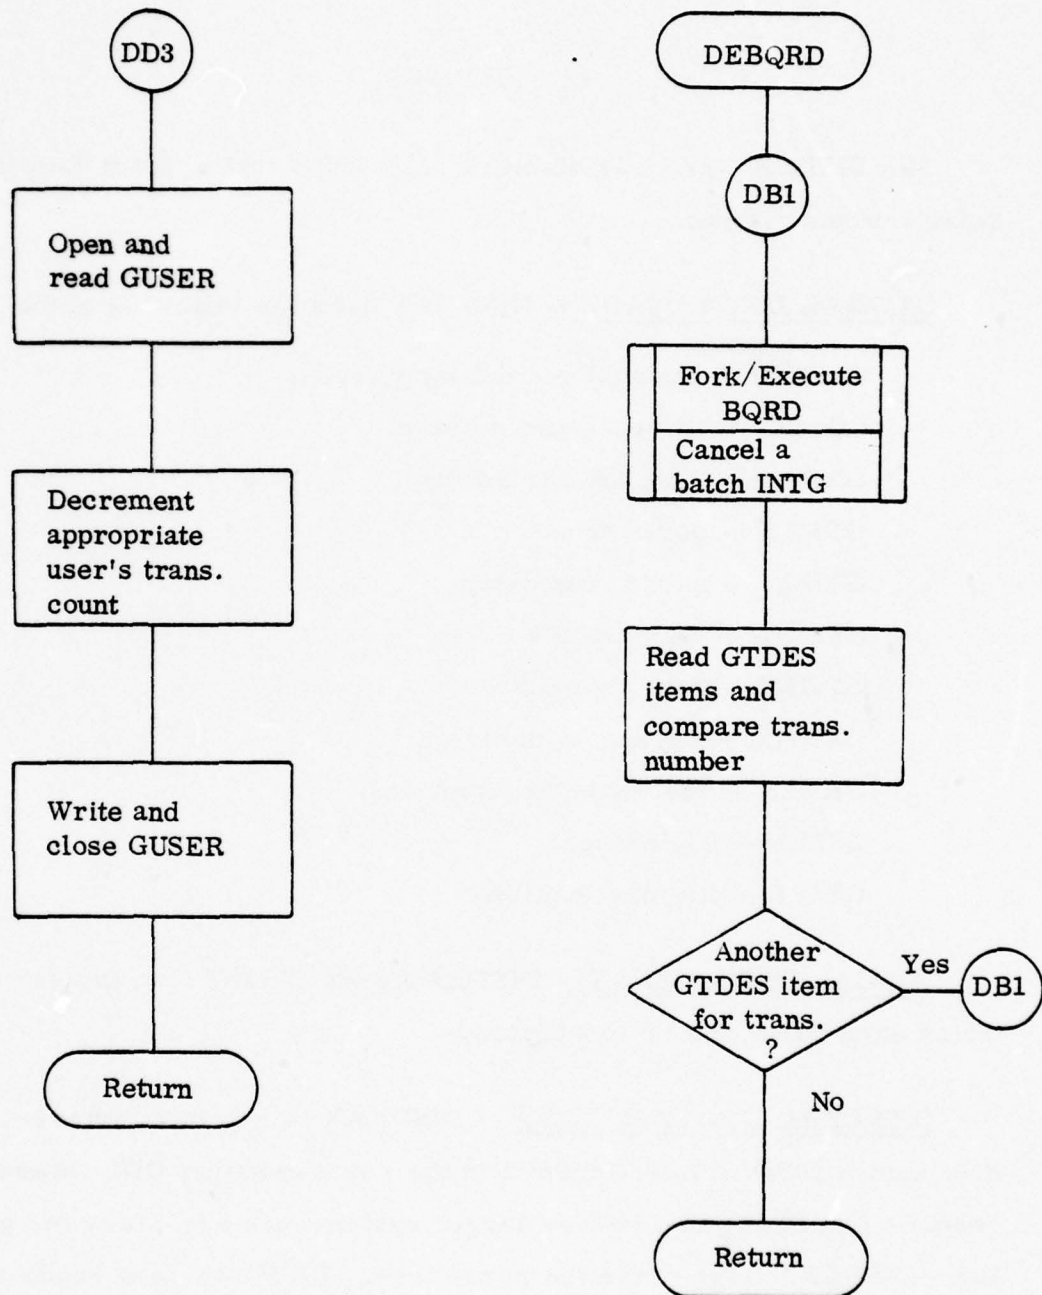 DD3
Open and
read GUSER
Decrement
appropriate
user's trans.
count
Write and
close GUSER
Return
DEBQRD
DB1
Fork/Execute
BQRD
Cancel a
batch INTG
Read GTDES
items and
compare trans.
number
Another
GTDES item
for trans.
?
Yes
DB1
No
Return